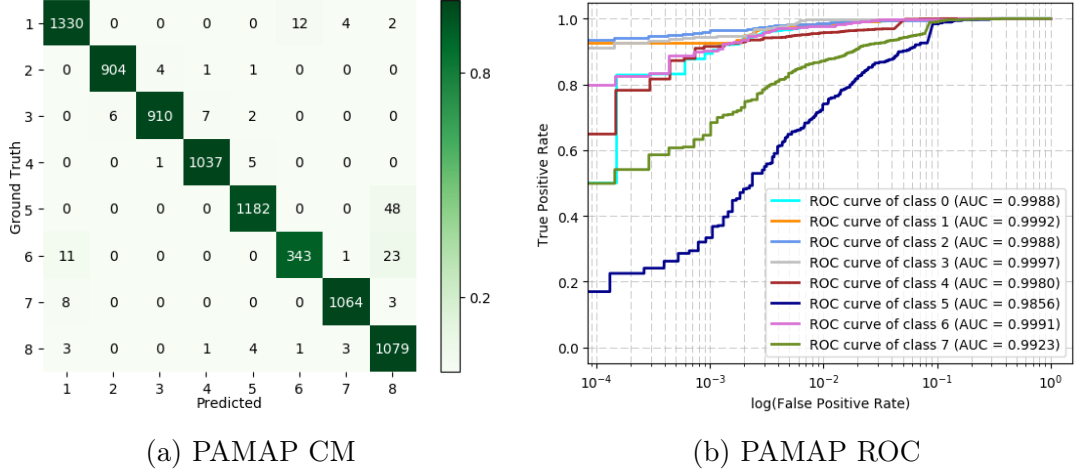 Ground Truth
1 1330 0 0 0 0 12 4 2
2 0 904 4 1 1 0 0 0
3 0 6 910 7 2 0 0 0
4 0 0 1 1037 5 0 0 0
5 0 0 0 0 1182 0 0 48
6 11 0 0 0 0 343 1 23
7 8 0 0 0 0 0 1064 3
8 3 0 0 1 4 1 3 1079
1 2 3 4 5 6 7 8
Predicted
0.8
0.2
(a) PAMAP CM
True Positive Rate
1.0
0.8
0.6
0.4
0.2
0.0
ROC curve of class 0 (AUC = 0.9988)
ROC curve of class 1 (AUC = 0.9992)
ROC curve of class 2 (AUC = 0.9988)
ROC curve of class 3 (AUC = 0.9997)
ROC curve of class 4 (AUC = 0.9980)
ROC curve of class 5 (AUC = 0.9856)
ROC curve of class 6 (AUC = 0.9991)
ROC curve of class 7 (AUC = 0.9923)
10⁻⁴ 10⁻³ 10⁻² 10⁻¹ 10⁰
log(False Positive Rate)
(b) PAMAP ROC